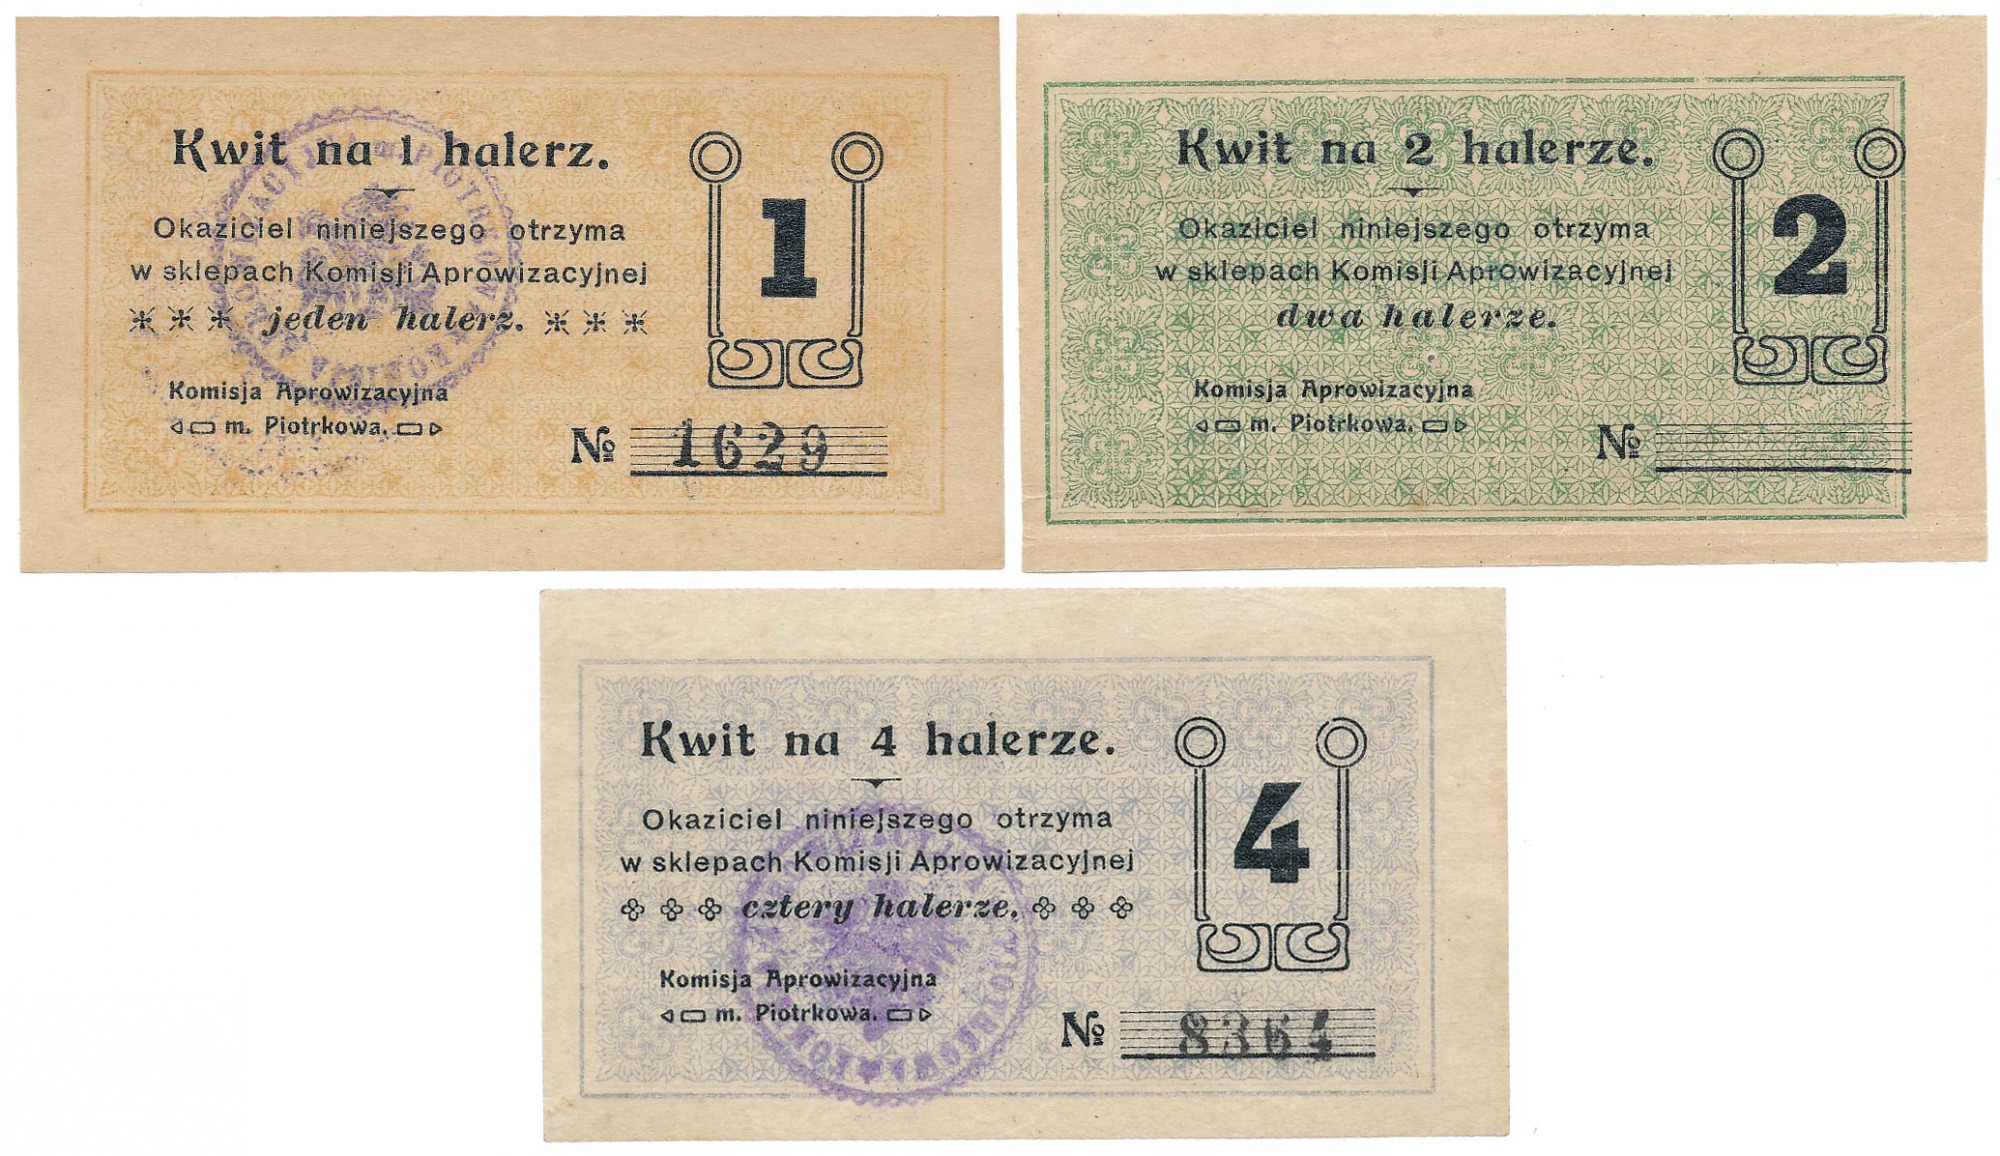 Kwit na 1 halerz.
Okaziciel niniejszego otrzyma
w sklepach Komisji Aprowizacyjnej
jeden halerz.
Komisja Aprowizacyjna
m. Piotrkowa.
1
№ 1629
Kwit na 2 halerze.
Okaziciel niniejszego otrzyma
w sklepach Komisji Aprowizacyjnej
dwa halerze.
Komisja Aprowizacyjna
m. Piotrkowa.
2
№
Kwit na 4 halerze.
Okaziciel niniejszego otrzyma
w sklepach Komisji Aprowizacyjnej
cztery halerze.
Komisja Aprowizacyjna
m. Piotrkowa.
4
№ 8364